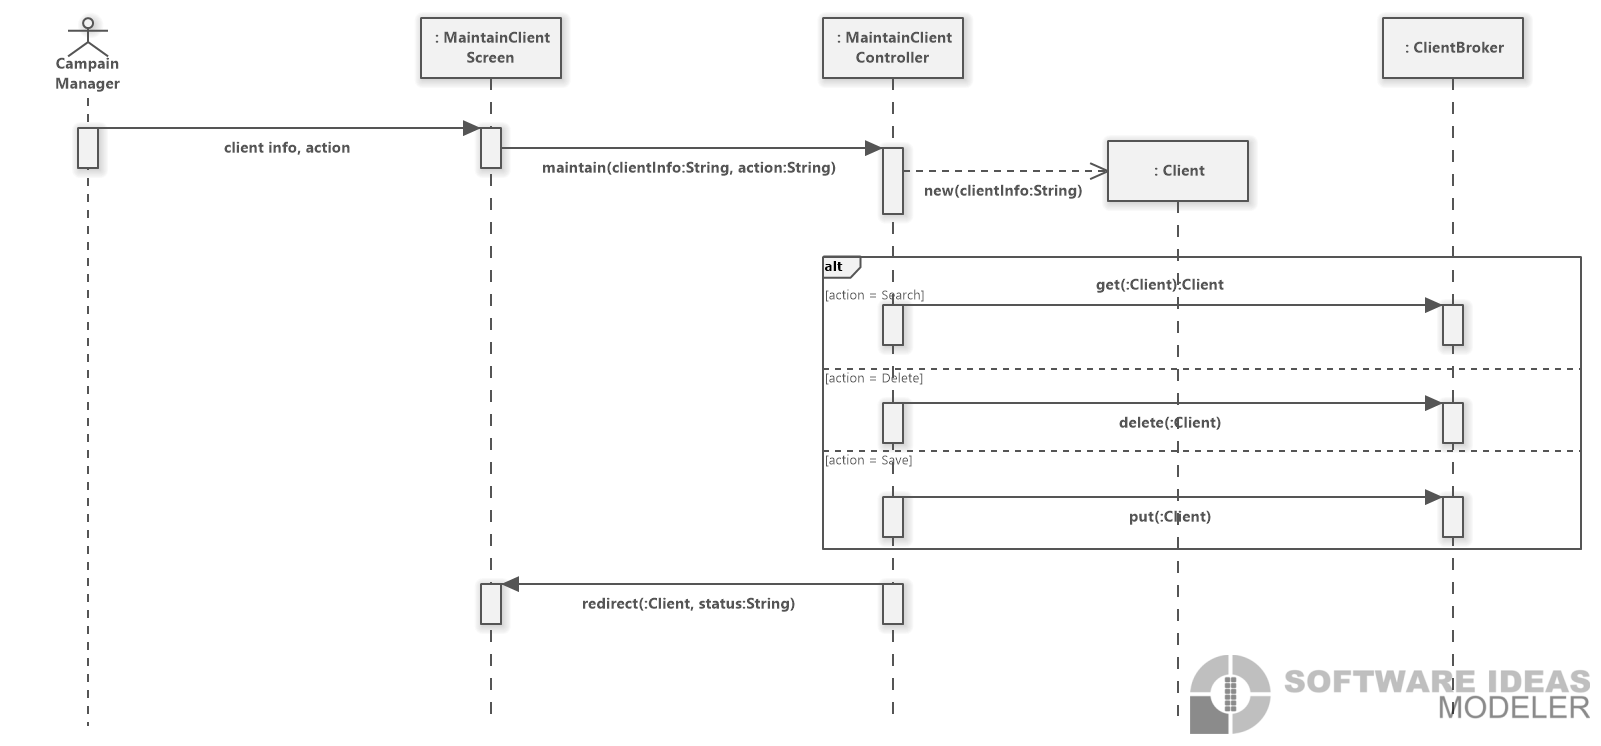 Campain
Manager
: MaintainClient
Screen
: MaintainClient
Controller
: ClientBroker
client info, action
maintain(clientInfo:String, action:String)
: Client
new(clientInfo:String)
alt
get(:Client):Client
[action = Search]
[action = Delete]
delete(:Client)
[action = Save]
put(:Client)
redirect(:Client, status:String)
SOFTWARE IDEAS
MODELER